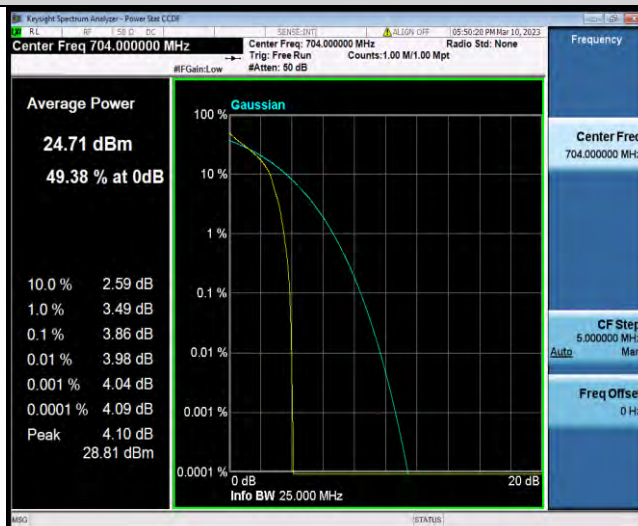 Keysight Spectrum Analyzer - Power Stat CCDF
RL RF 50 Ω DC SENSE:INT ALIGN OFF 05:50:20 PM Mar 10, 2023
Center Freq 704.000000 MHz
Center Freq: 704.000000 MHz Radio Std: None
Trig: Free Run Counts:1.00 M/1.00 Mpt
#IFGain:Low #Atten: 50 dB
Frequency
Average Power
24.71 dBm
49.38 % at 0dB
10.0 % 2.59 dB
1.0 % 3.49 dB
0.1 % 3.86 dB
0.01 % 3.98 dB
0.001 % 4.04 dB
0.0001 % 4.09 dB
Peak 4.10 dB
28.81 dBm
Gaussian
100 %
10 %
1 %
0.1 %
0.01 %
0.001 %
0.0001 %
0 dB 20 dB
Info BW 25.000 MHz
Center Freq
704.000000 MHz
CF Step
5.000000 MHz
Auto Man
Freq Offse
0 Hz
MSG STATUS